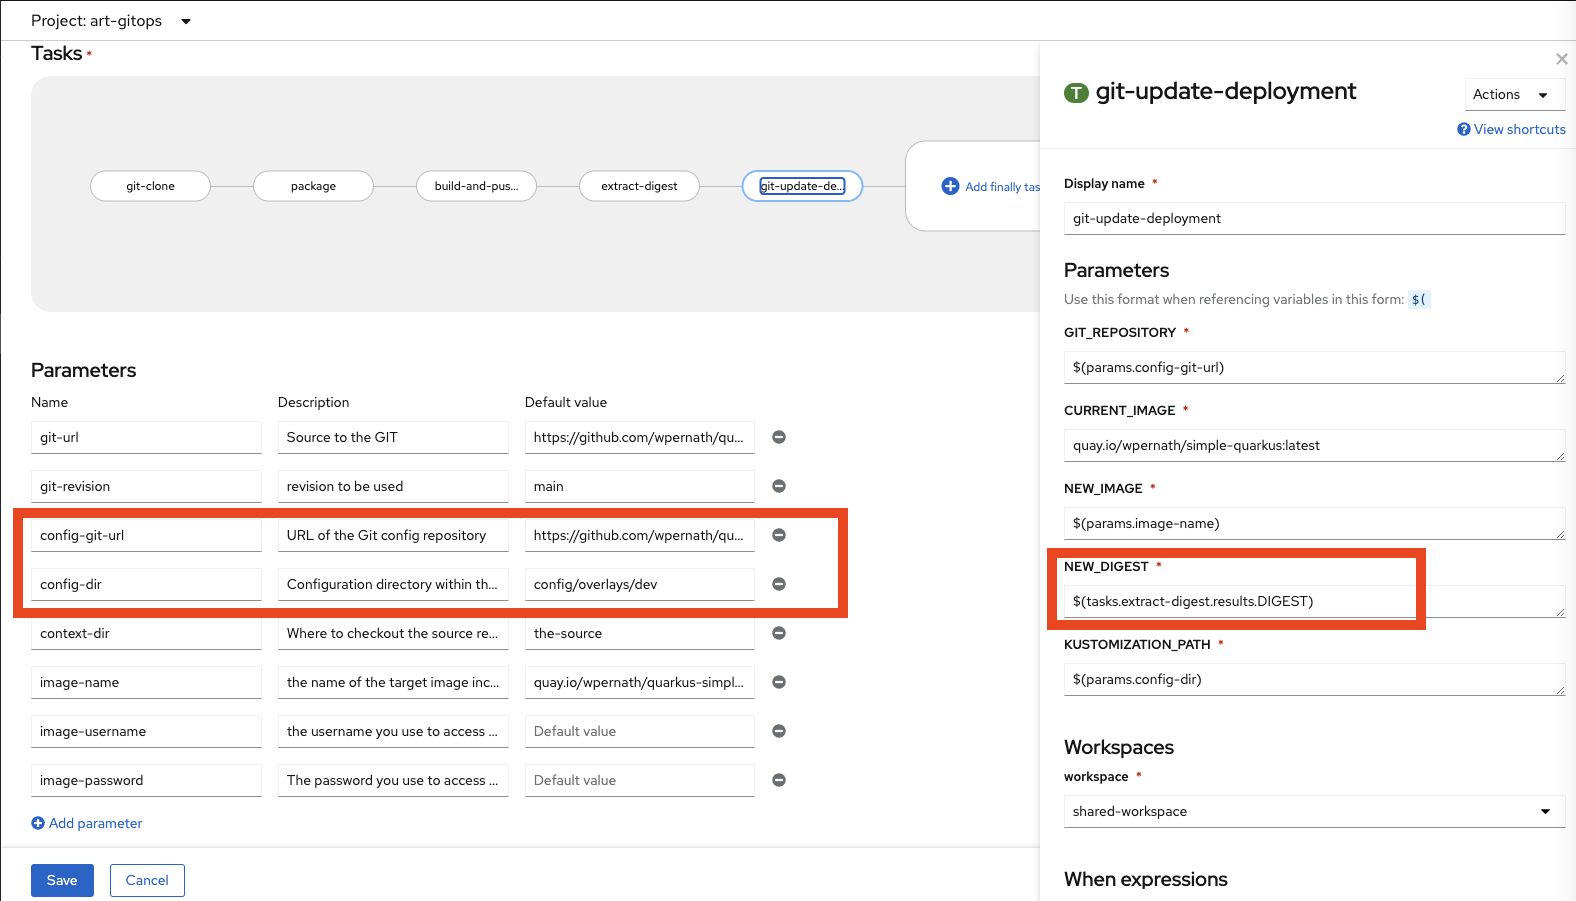 Project: art-gitops
Tasks *
git-clone
package
build-and-pus...
extract-digest
git-update-de...
Add finally tas
Parameters
Name Description Default value
git-url Source to the GIT https://github.com/wpernath/qu...
git-revision revision to be used main
config-git-url URL of the Git config repository https://github.com/wpernath/qu...
config-dir Configuration directory within th... config/overlays/dev
context-dir Where to checkout the source re... the-source
image-name the name of the target image inc... quay.io/wpernath/quarkus-simpl...
image-username the username you use to access ... Default value
image-password The password you use to access ... Default value
Add parameter
Save Cancel
T git-update-deployment
Actions
View shortcuts
Display name *
git-update-deployment
Parameters
Use this format when referencing variables in this form: $(
GIT_REPOSITORY *
$(params.config-git-url)
CURRENT_IMAGE *
quay.io/wpernath/simple-quarkus:latest
NEW_IMAGE *
$(params.image-name)
NEW_DIGEST *
$(tasks.extract-digest.results.DIGEST)
KUSTOMIZATION_PATH *
$(params.config-dir)
Workspaces
workspace *
shared-workspace
When expressions